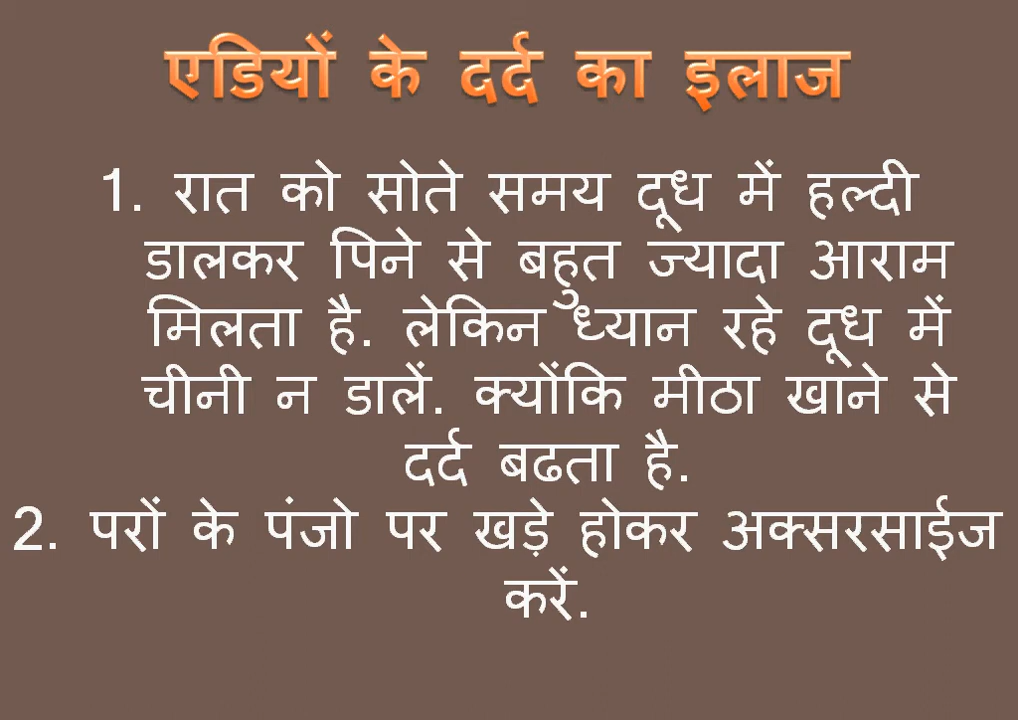 एडियों के दर्द का इलाज
1. रात को सोते समय दूध में हल्दी
डालकर पिने से बहुत ज्यादा आराम
मिलता है. लेकिन ध्यान रहे दूध में
चीनी न डालें. क्योंकि मीठा खाने से
दर्द बढता है.
2. परों के पंजो पर खड़े होकर अक्सरसाईज
करें.